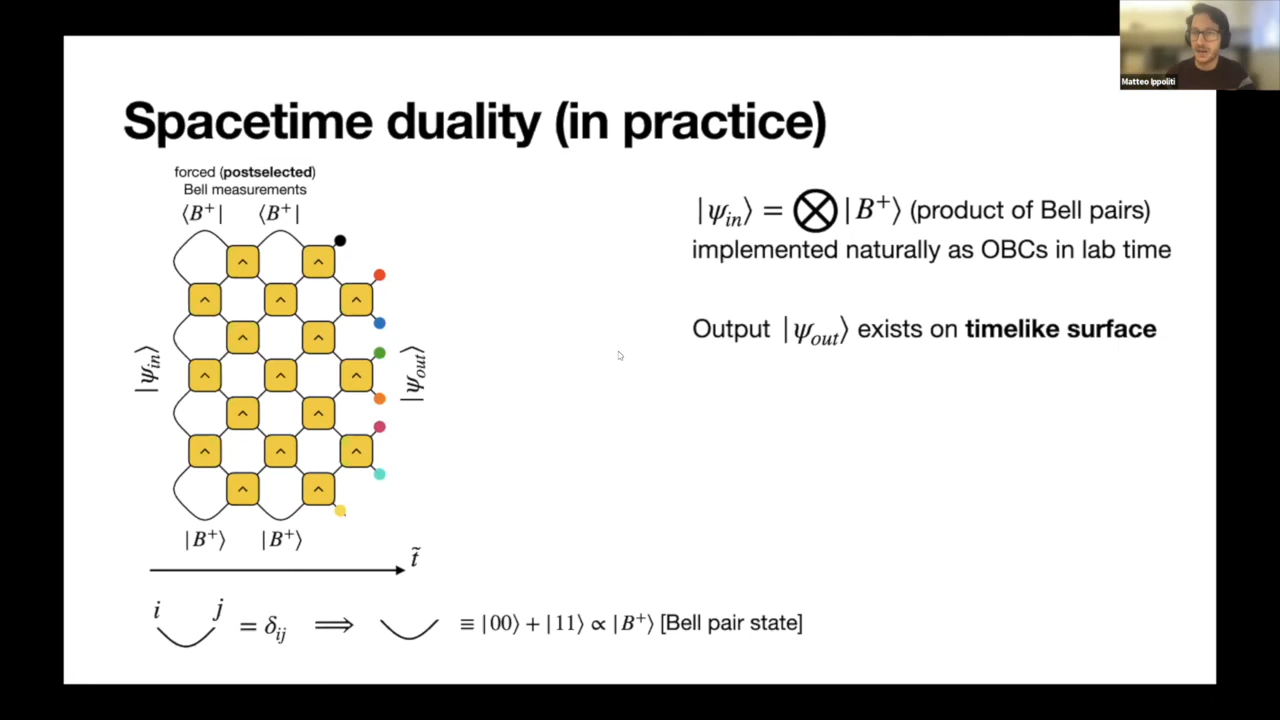 Matteo Ippoliti
Spacetime duality (in practice)
forced (postselected)
Bell measurements
⟨B⁺| ⟨B⁺|
|ψ_in⟩
|ψ_out⟩
|B⁺⟩ |B⁺⟩
t̃
|ψ_in⟩ = ⨂ |B⁺⟩ (product of Bell pairs)
implemented naturally as OBCs in lab time
Output |ψ_out⟩ exists on timelike surface
i j = δ_ij ⟹ ≡ |00⟩ + |11⟩ ∝ |B⁺⟩ [Bell pair state]